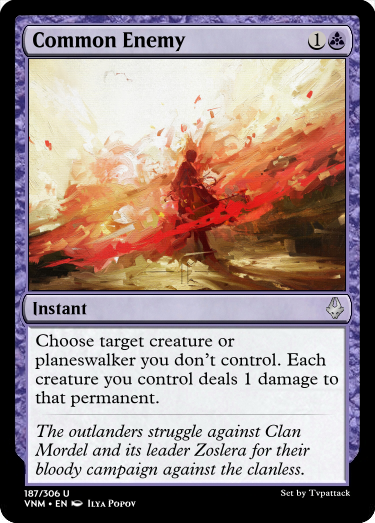 Common Enemy 1
Instant
Choose target creature or
planeswalker you don't control. Each
creature you control deals 1 damage to
that permanent.
The outlanders struggle against Clan
Mordel and its leader Zoslera for their
bloody campaign against the clanless.
187/306 U
Set by Tvpattack
VNM • EN Ilya Popov